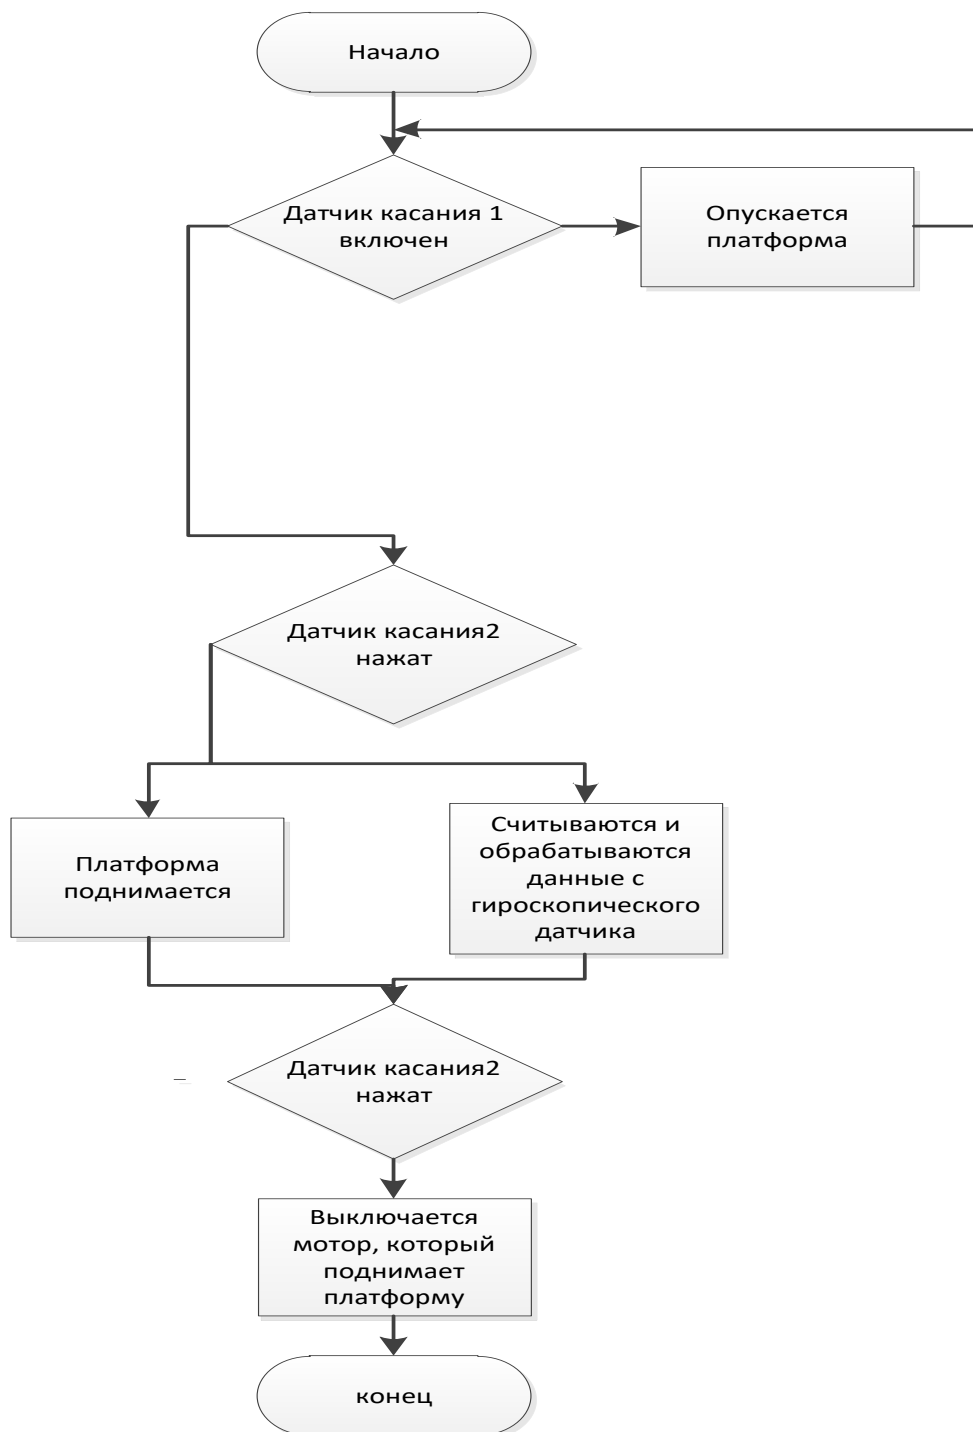 Начало
Датчик касания 1
включен
Опускается
платформа
Датчик касания2
нажат
Платформа
поднимается
Считываются и
обрабатываются
данные с
гироскопического
датчика
Датчик касания2
нажат
Выключается
мотор, который
поднимает
платформу
конец